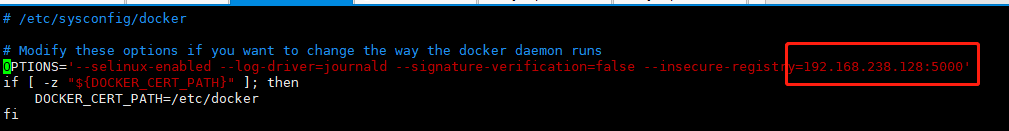 # /etc/sysconfig/docker
# Modify these options if you want to change the way the docker daemon runs
OPTIONS='--selinux-enabled --log-driver=journald --signature-verification=false --insecure-registry=192.168.238.128:5000'
if [ -z "${DOCKER_CERT_PATH}" ]; then
    DOCKER_CERT_PATH=/etc/docker
fi